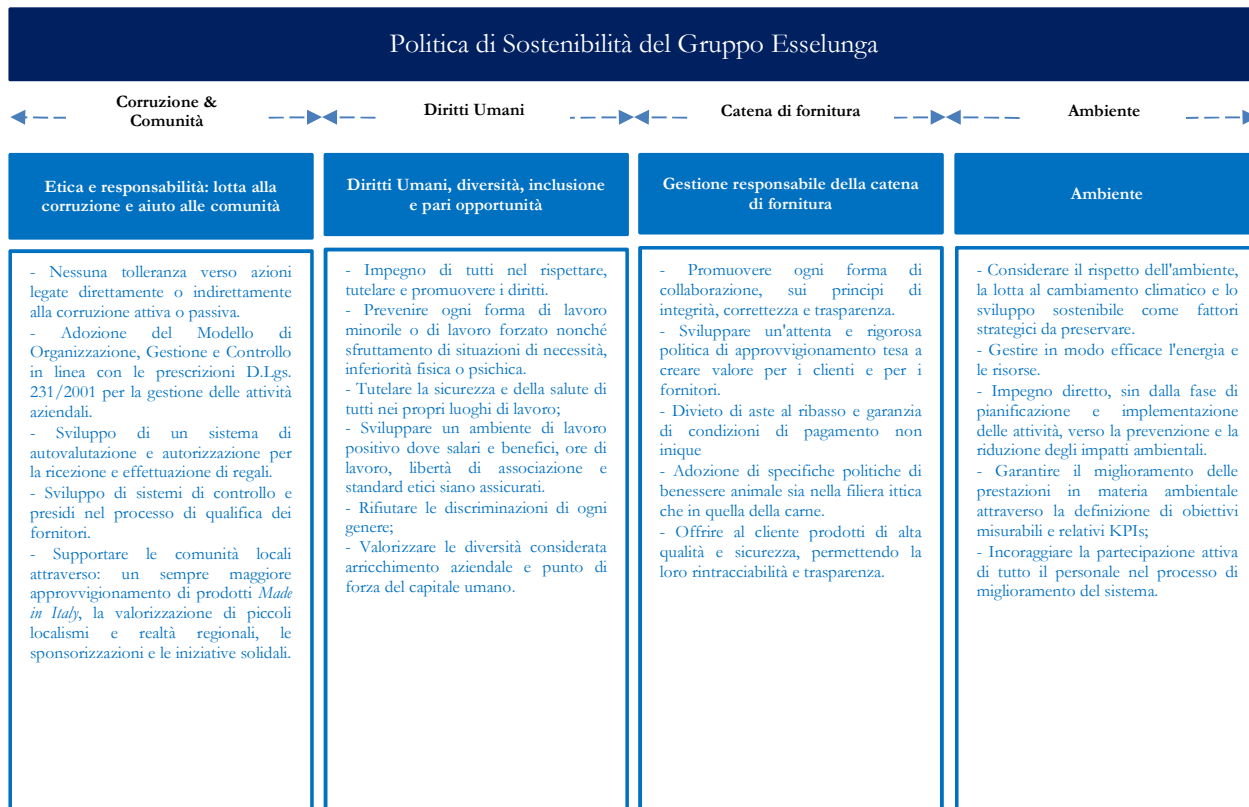 Politica di Sostenibilità del Gruppo Esselunga
Corruzione &
Comunità
Diritti Umani
Catena di fornitura
Ambiente
Etica e responsabilità: lotta alla
corruzione e aiuto alle comunità
Diritti Umani, diversità, inclusione
e pari opportunità
Gestione responsabile della catena
di fornitura
Ambiente
- Nessuna tolleranza verso azioni
legate direttamente o indirettamente
alla corruzione attiva o passiva.
- Adozione del Modello di
Organizzazione, Gestione e Controllo
in linea con le prescrizioni D.Lgs.
231/2001 per la gestione delle attività
aziendali.
- Sviluppo di un sistema di
autovalutazione e autorizzazione per
la ricezione e effettuazione di regali.
- Sviluppo di sistemi di controllo e
presidi nel processo di qualifica dei
fornitori.
- Supportare le comunità locali
attraverso: un sempre maggiore
approvvigionamento di prodotti Made
in Italy, la valorizzazione di piccoli
localismi e realtà regionali, le
sponsorizzazioni e le iniziative solidali.
- Impegno di tutti nel rispettare,
tutelare e promuovere i diritti.
- Prevenire ogni forma di lavoro
minorile o di lavoro forzato nonché
sfruttamento di situazioni di necessità,
inferiorità fisica o psichica.
- Tutelare la sicurezza e della salute di
tutti nei propri luoghi di lavoro;
- Sviluppare un ambiente di lavoro
positivo dove salari e benefici, ore di
lavoro, libertà di associazione e
standard etici siano assicurati.
- Rifiutare le discriminazioni di ogni
genere;
- Valorizzare le diversità considerata
arricchimento aziendale e punto di
forza del capitale umano.
- Promuovere ogni forma di
collaborazione, sui principi di
integrità, correttezza e trasparenza.
- Sviluppare un'attenta e rigorosa
politica di approvvigionamento tesa a
creare valore per i clienti e per i
fornitori.
- Divieto di aste al ribasso e garanzia
di condizioni di pagamento non
inique
- Adozione di specifiche politiche di
benessere animale sia nella filiera ittica
che in quella della carne.
- Offrire al cliente prodotti di alta
qualità e sicurezza, permettendo la
loro rintracciabilità e trasparenza.
- Considerare il rispetto dell'ambiente,
la lotta al cambiamento climatico e lo
sviluppo sostenibile come fattori
strategici da preservare.
- Gestire in modo efficace l'energia e
le risorse.
- Impegno diretto, sin dalla fase di
pianificazione e implementazione
delle attività, verso la prevenzione e la
riduzione degli impatti ambientali.
- Garantire il miglioramento delle
prestazioni in materia ambientale
attraverso la definizione di obiettivi
misurabili e relativi KPIs;
- Incoraggiare la partecipazione attiva
di tutto il personale nel processo di
miglioramento del sistema.